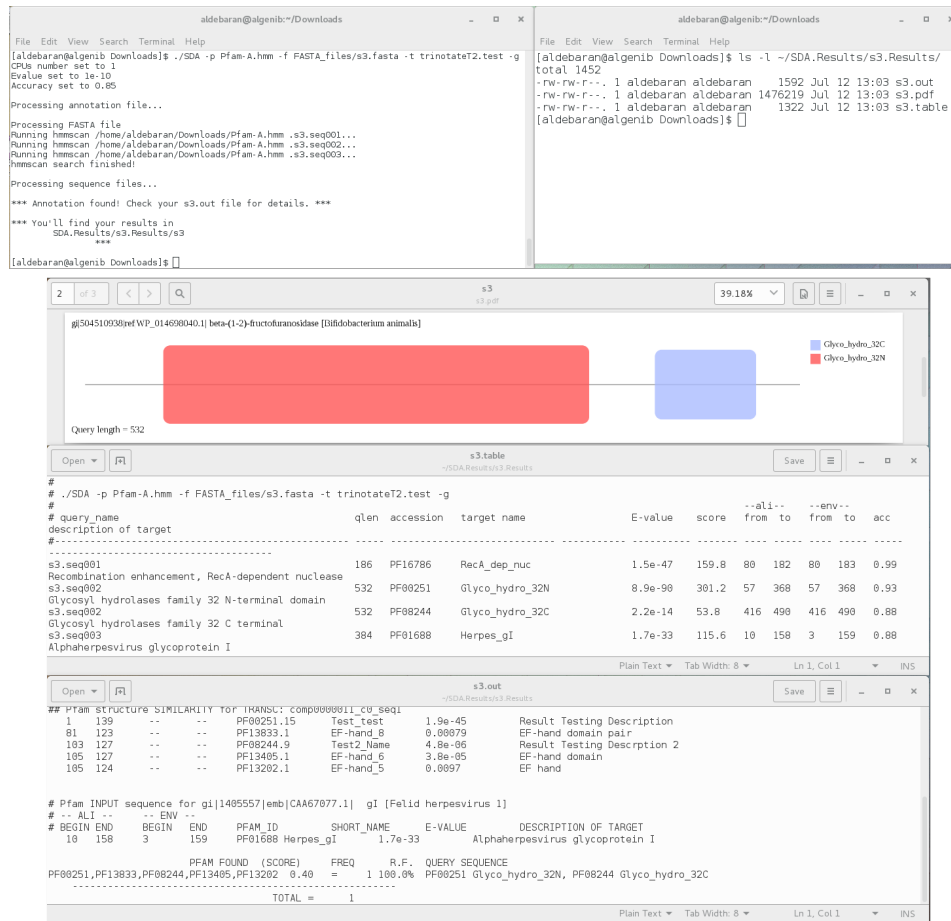 aldebaran@algenib:~/Downloads
File Edit View Search Terminal Help
[aldebaran@algenib Downloads]$ ./SDA -p Pfam-A.hmm -f FASTA_files/s3.fasta -t trinotateT2.test -g
CPUs number set to 1
Evalue set to 1e-10
Accuracy set to 0.85
Processing annotation file...
Processing FASTA file
Running hmmscan /home/aldebaran/Downloads/Pfam-A.hmm .s3.seq001...
Running hmmscan /home/aldebaran/Downloads/Pfam-A.hmm .s3.seq002...
Running hmmscan /home/aldebaran/Downloads/Pfam-A.hmm .s3.seq003...
hmmscan search finished!
Processing sequence files...
*** Annotation found! Check your s3.out file for details. ***
*** You'll find your results in
SDA.Results/s3.Results/s3
***
[aldebaran@algenib Downloads]$
aldebaran@algenib:~/Downloads
File Edit View Search Terminal Help
[aldebaran@algenib Downloads]$ ls -l ~/SDA.Results/s3.Results/
total 1452
-rw-rw-r--. 1 aldebaran aldebaran 1592 Jul 12 13:03 s3.out
-rw-rw-r--. 1 aldebaran aldebaran 1476219 Jul 12 13:03 s3.pdf
-rw-rw-r--. 1 aldebaran aldebaran 1322 Jul 12 13:03 s3.table
[aldebaran@algenib Downloads]$
2 of 3 s3 39.18%
s3.pdf
gi|504510938|ref WP_014698040.1| beta-(1-2)-fructofuranosidase [Bifidobacterium animalis]
Glyco_hydro_32C
Glyco_hydro_32N
Query length = 532
Open s3.table Save
~/SDA.Results/s3.Results
#
# ./SDA -p Pfam-A.hmm -f FASTA_files/s3.fasta -t trinotateT2.test -g
# --ali-- --env--
# query_name qlen accession target name E-value score from to from to acc
description of target
#---------------------------------------- ----- ---------- -------------------- --------- ------- ---- ----- ---- ----- -----
-------------------------------------
s3.seq001 186 PF16786 RecA_dep_nuc 1.5e-47 159.8 80 182 80 183 0.99
Recombination enhancement, RecA-dependent nuclease
s3.seq002 532 PF00251 Glyco_hydro_32N 8.9e-90 301.2 57 368 57 368 0.93
Glycosyl hydrolases family 32 N-terminal domain
s3.seq002 532 PF08244 Glyco_hydro_32C 2.2e-14 53.8 416 490 416 490 0.88
Glycosyl hydrolases family 32 C terminal
s3.seq003 384 PF01688 Herpes_gI 1.7e-33 115.6 10 158 3 159 0.88
Alphaherpesvirus glycoprotein I
Plain Text Tab Width: 8 Ln 1, Col 1 INS
Open s3.out Save
~/SDA.Results/s3.Results
## Pfam structure SIMILARITY for TRANSC: comp0000011_c0_seq1
1 139 -- -- PF00251.15 Test_test 1.9e-45 Result Testing Description
81 123 -- -- PF13833.1 EF-hand_8 0.00079 EF-hand domain pair
103 127 -- -- PF08244.9 Test2_Name 4.8e-06 Result Testing Descrption 2
105 127 -- -- PF13405.1 EF-hand_6 3.8e-05 EF-hand domain
105 124 -- -- PF13202.1 EF-hand_5 0.0097 EF hand
# Pfam INPUT sequence for gi|1405557|emb|CAA67077.1| gI [Felid herpesvirus 1]
# -- ALI -- -- ENV --
# BEGIN END BEGIN END PFAM_ID SHORT_NAME E-VALUE DESCRIPTION OF TARGET
10 158 3 159 PF01688 Herpes_gI 1.7e-33 Alphaherpesvirus glycoprotein I
PFAM FOUND (SCORE) FREQ R.F. QUERY SEQUENCE
PF00251,PF13833,PF08244,PF13405,PF13202 0.40 = 1 100.0% PF00251 Glyco_hydro_32N, PF08244 Glyco_hydro_32C
-----------------------------------------------------
TOTAL = 1
Plain Text Tab Width: 8 Ln 1, Col 1 INS